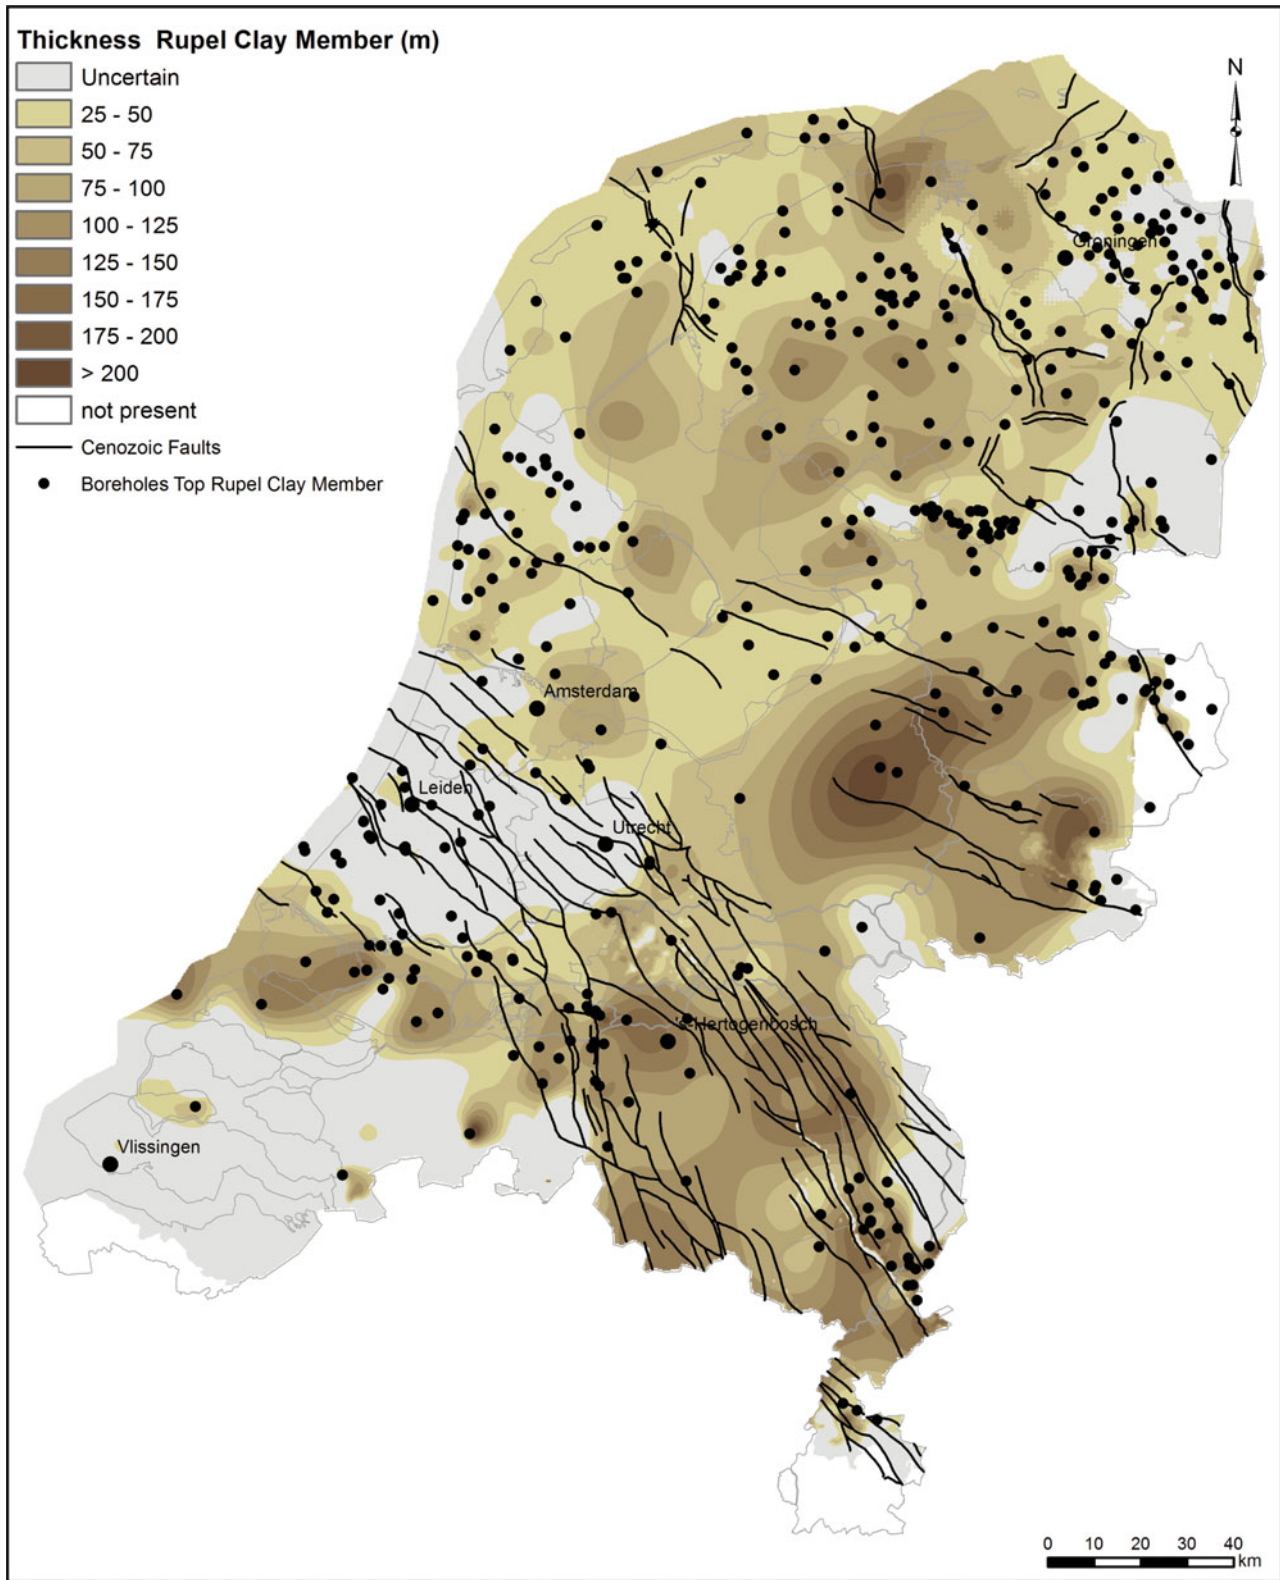 Thickness Rupel Clay Member (m)
Uncertain
25 - 50
50 - 75
75 - 100
100 - 125
125 - 150
150 - 175
175 - 200
> 200
not present
Cenozoic Faults
Boreholes Top Rupel Clay Member
N
Groningen
Amsterdam
Leiden
Utrecht
's-Hertogenbosch
Vlissingen
0 10 20 30 40
km